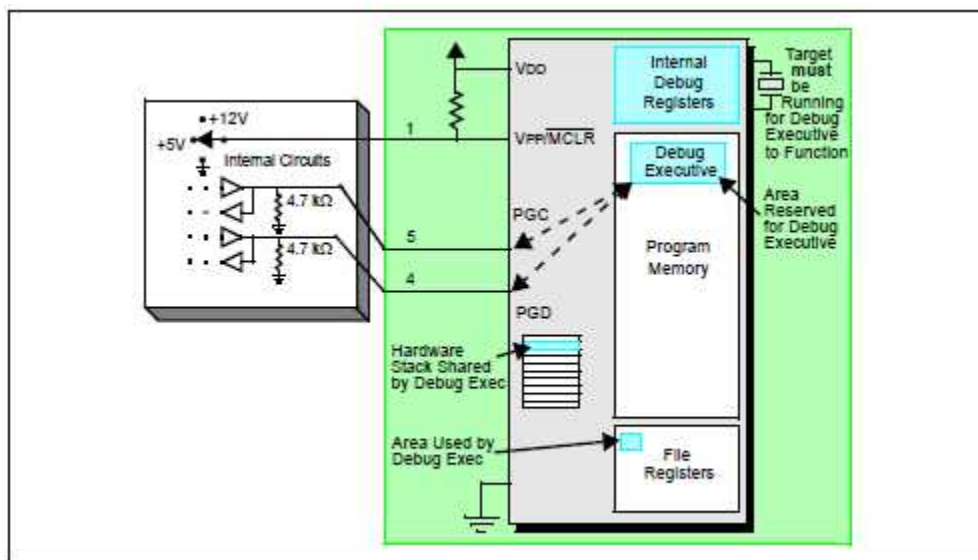 +12V
+5V
Internal Circuits
4.7 kΩ
4.7 kΩ
1
5
4
VDD
VPP/MCLR
PGC
PGD
Internal
Debug
Registers
Debug
Executive
Program
Memory
File
Registers
Hardware
Stack Shared
by Debug Exec
Area Used by
Debug Exec
Target
must
be
Running
for Debug
Executive
to Function
Area
Reserved
for Debug
Executive